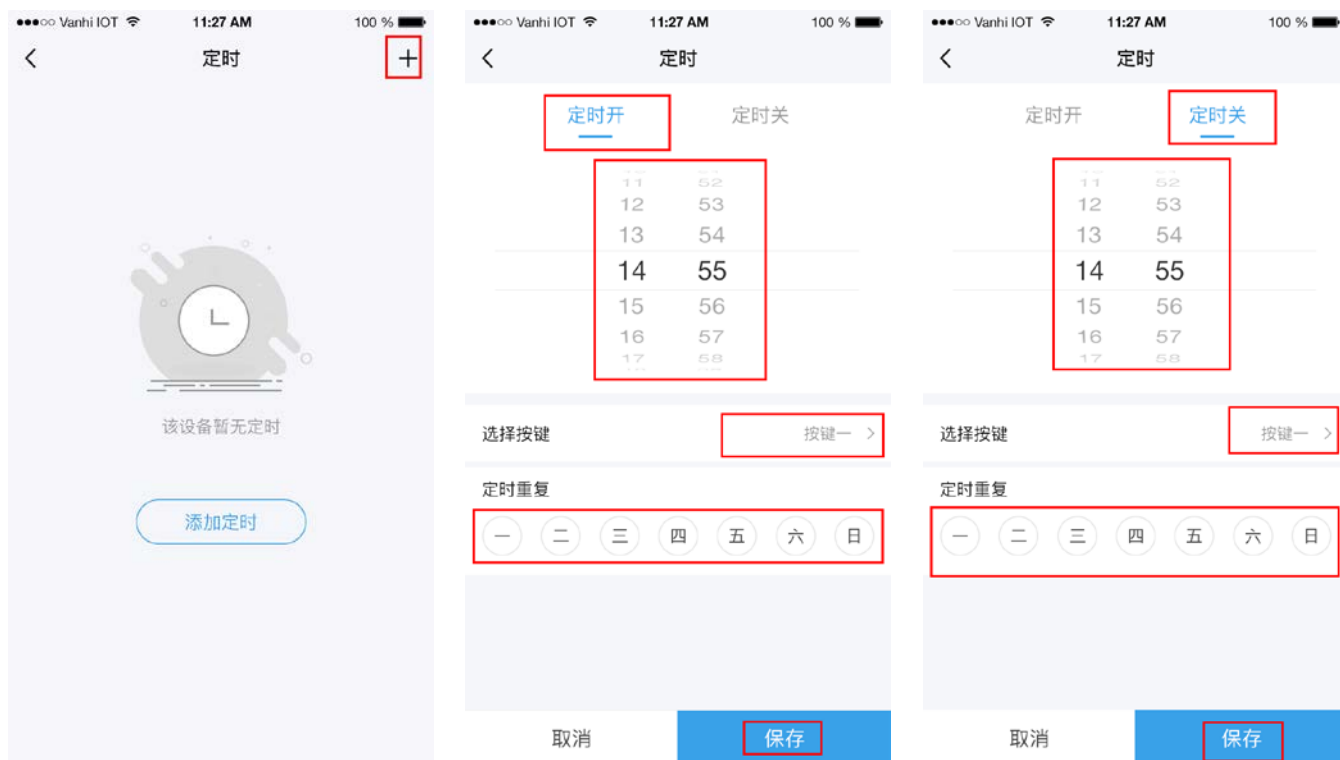 Vanhi IOT 11:27 AM 100 %
定时 +
该设备暂无定时
添加定时
Vanhi IOT 11:27 AM 100 %
定时
定时开 定时关
11 52
12 53
13 54
14 55
15 56
16 57
17 58
选择按键 按键一 >
定时重复
一 二 三 四 五 六 日
取消 保存
Vanhi IOT 11:27 AM 100 %
定时
定时开 定时关
11 52
12 53
13 54
14 55
15 56
16 57
17 58
选择按键 按键一 >
定时重复
一 二 三 四 五 六 日
取消 保存